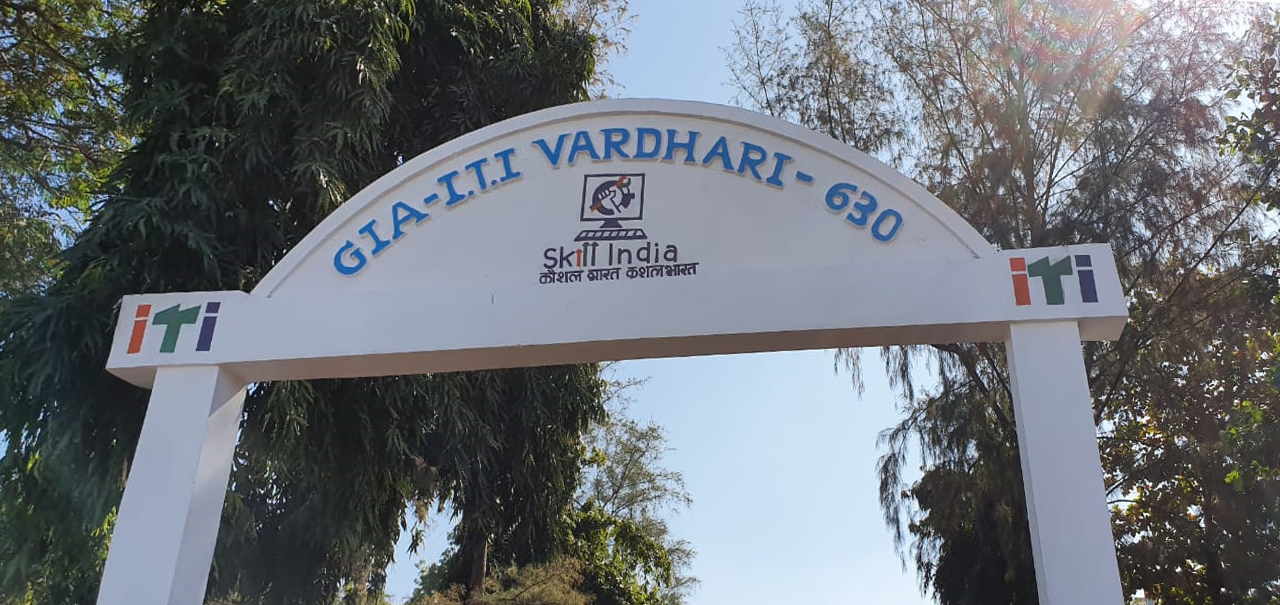 GIA-I.T.I VARDHARI-630
Skill India
कौशल भारत कुशल भारत
iTi
iTi